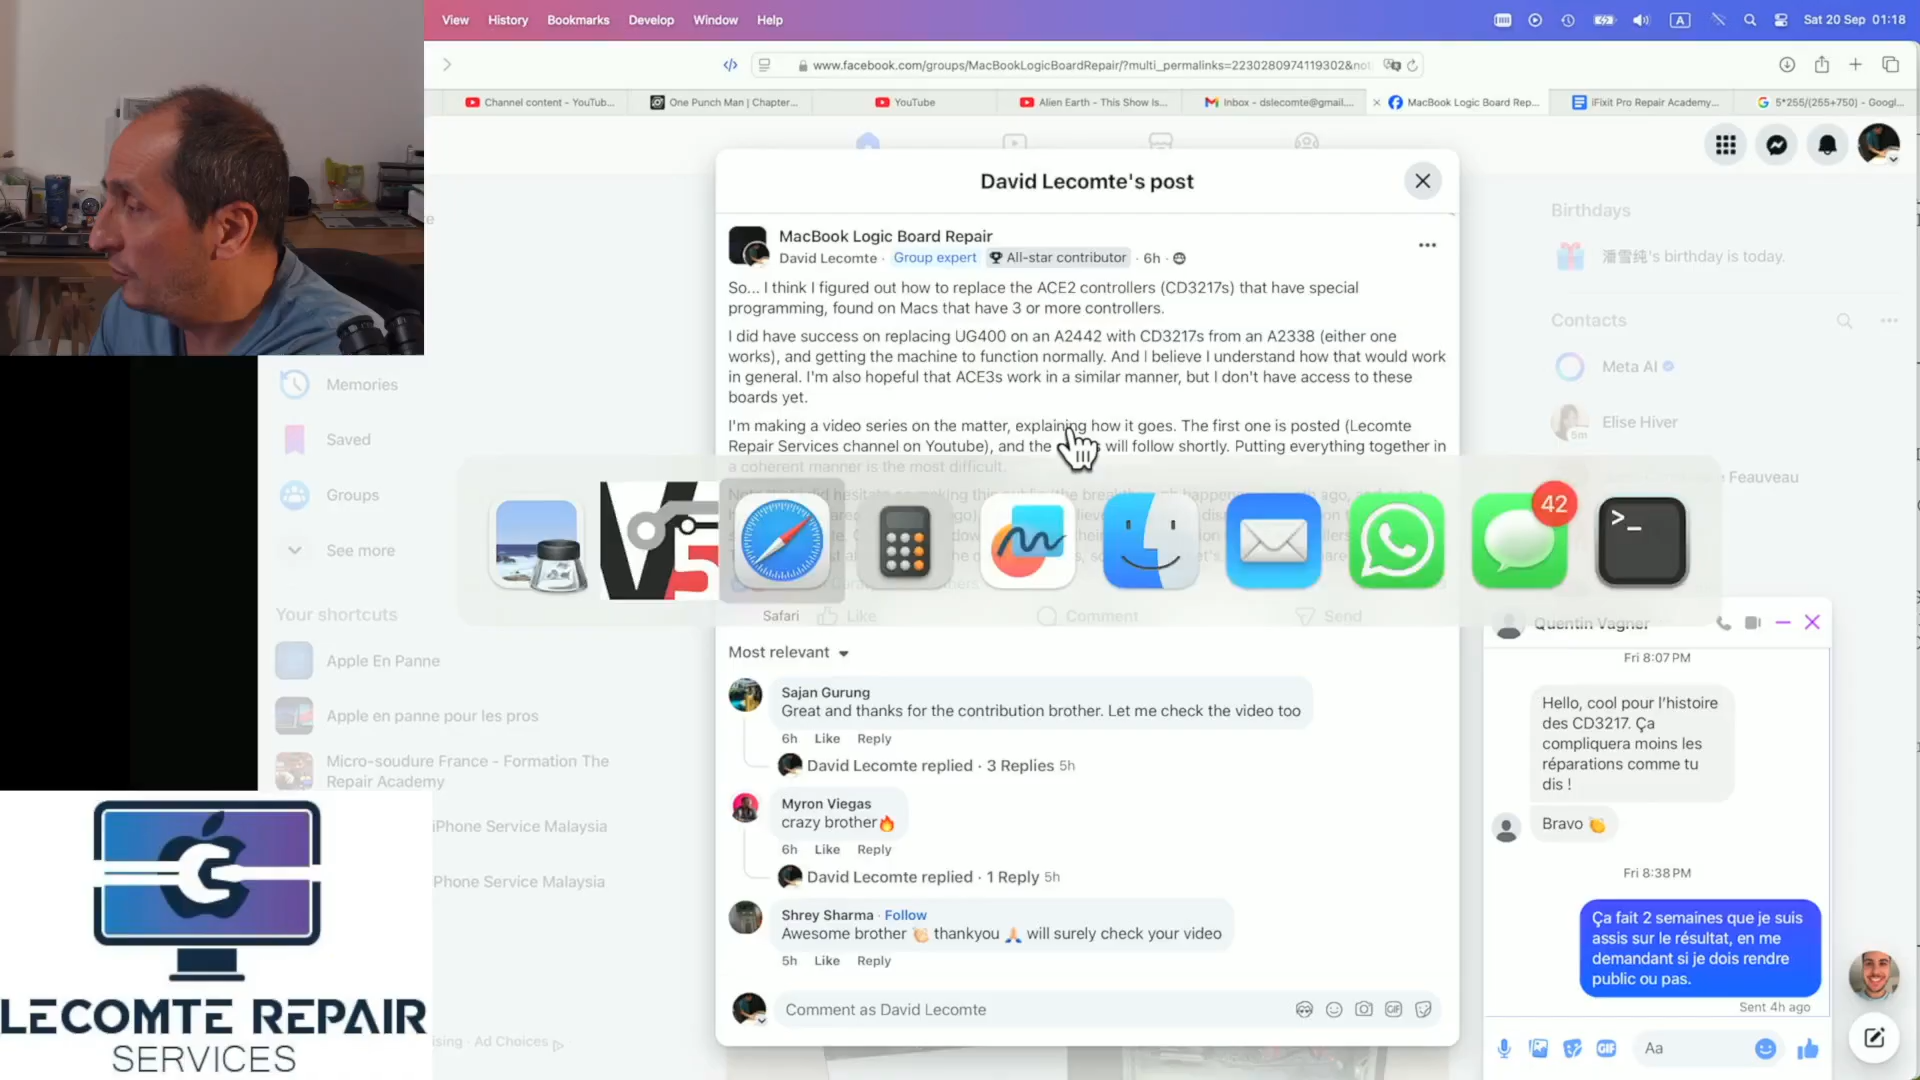 View History Bookmarks Develop Window Help
A
Sat 20 Sep 01:18
www.facebook.com/groups/MacBookLogicBoardRepair/?multi_permalinks=2230280974119302&not
Channel content - YouTub...
One Punch Man | Chapter...
YouTube
Alien Earth - This Show Is...
Inbox - dslecomte@gmail....
MacBook Logic Board Rep...
iFixit Pro Repair Academy...
5*255/(255+750) - Googl...
David Lecomte's post
MacBook Logic Board Repair
David Lecomte · Group expert All-star contributor · 6h ·
So... I think I figured out how to replace the ACE2 controllers (CD3217s) that have special
programming, found on Macs that have 3 or more controllers.
I did have success on replacing UG400 on an A2442 with CD3217s from an A2338 (either one
works), and getting the machine to function normally. And I believe I understand how that would work
in general. I'm also hopeful that ACE3s work in a similar manner, but I don't have access to these
boards yet.
I'm making a video series on the matter, explaining how it goes. The first one is posted (Lecomte
Repair Services channel on Youtube), and the will follow shortly. Putting everything together in
a coherent manner is the most difficult.
42
Safari
Like
Comment
Send
Most relevant
Sajan Gurung
Great and thanks for the contribution brother. Let me check the video too
6h Like Reply
David Lecomte replied · 3 Replies 5h
Myron Viegas
crazy brother🔥
6h Like Reply
David Lecomte replied · 1 Reply 5h
Shrey Sharma · Follow
Awesome brother 👏 thankyou 🙏 will surely check your video
5h Like Reply
Comment as David Lecomte
Memories
Saved
Groups
See more
Your shortcuts
Apple En Panne
Apple en panne pour les pros
Micro-soudure France - Formation The
Repair Academy
iPhone Service Malaysia
Phone Service Malaysia
ising · Ad Choices
Birthdays
潘雪纯's birthday is today.
Contacts
Meta AI
Elise Hiver
5m
Feauveau
Quentin Vagner
Fri 8:07 PM
Hello, cool pour l'histoire
des CD3217. Ça
compliquera moins les
réparations comme tu
dis !
Bravo 👏
Fri 8:38 PM
Ça fait 2 semaines que je suis
assis sur le résultat, en me
demandant si je dois rendre
public ou pas.
Sent 4h ago
GIF
Aa
LECOMTE REPAIR
SERVICES